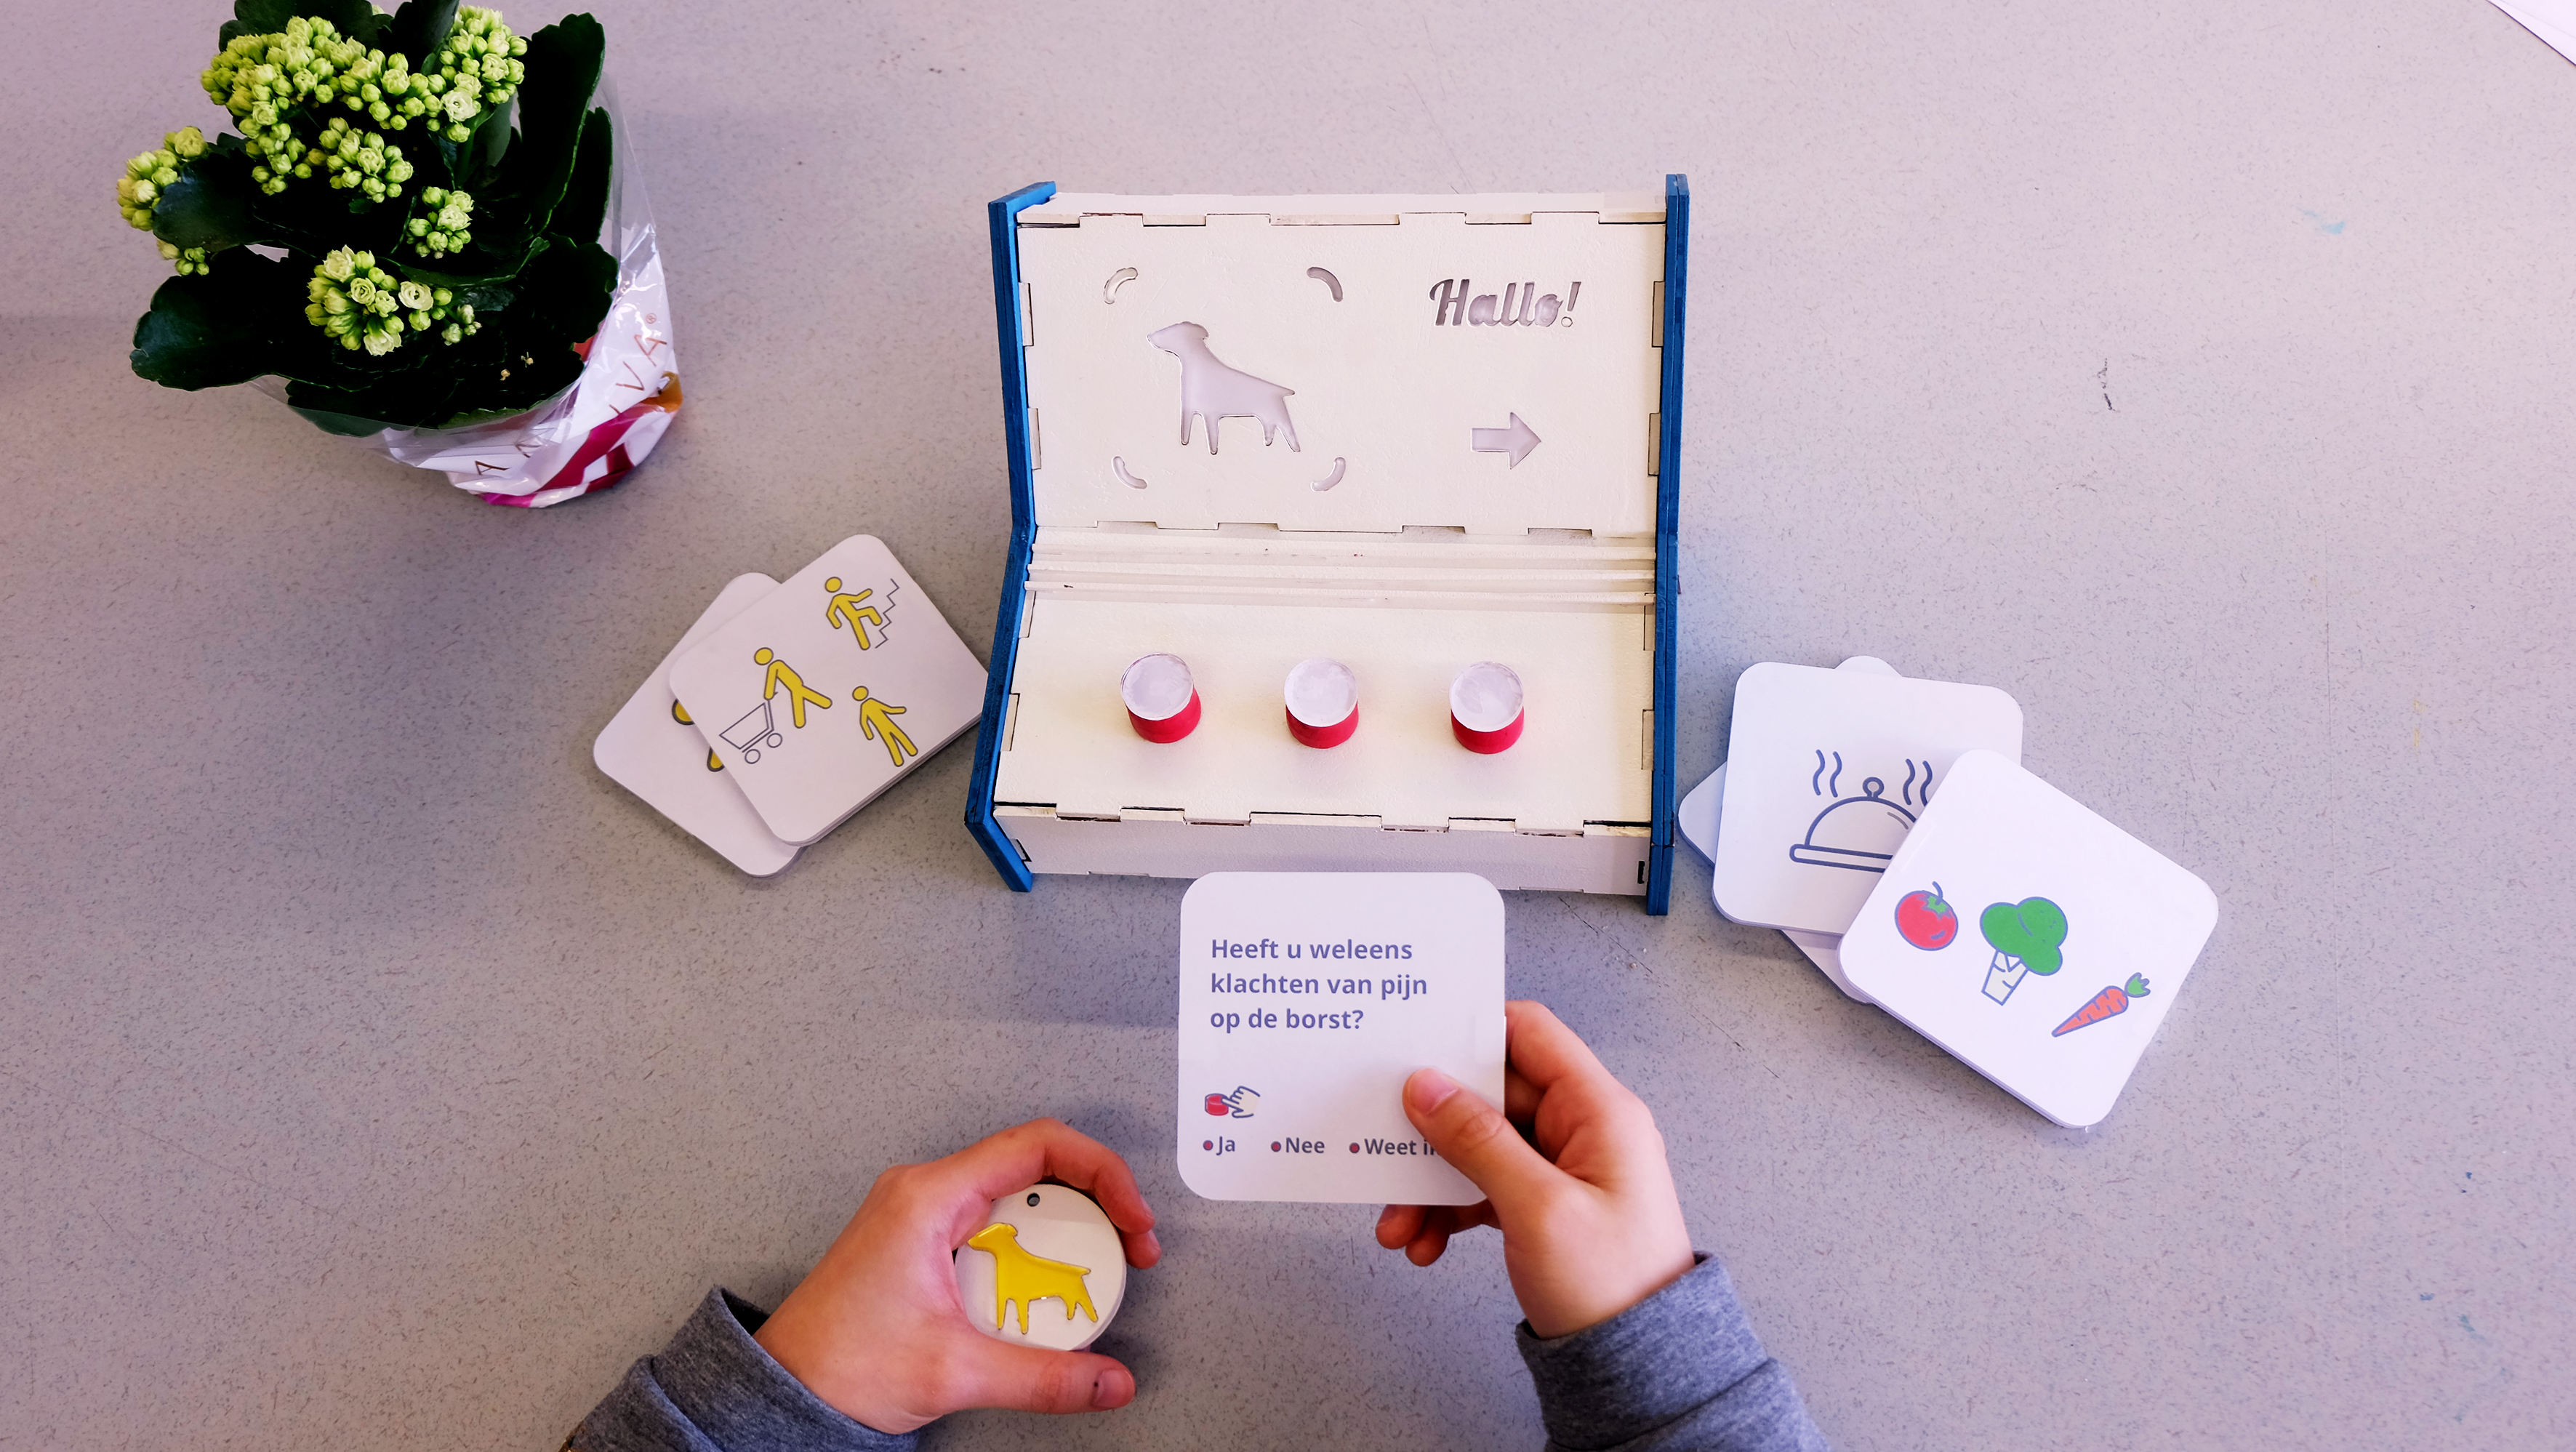 Hallo!
Heeft u weleens
klachten van pijn
op de borst?
Ja Nee Weet